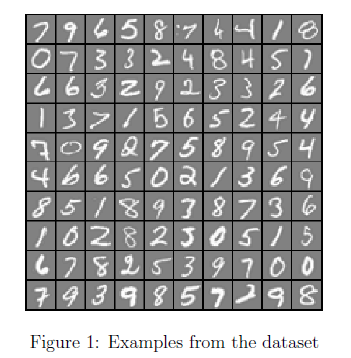 7 9 6 5 8 7 4 4 1 8
0 7 3 3 2 4 8 4 5 1
6 6 3 2 9 2 3 3 2 6
1 3 7 1 5 6 5 2 4 4
7 0 9 2 7 5 8 9 5 4
4 6 6 5 0 2 1 3 6 9
8 5 1 8 9 3 8 7 3 6
1 0 2 8 2 3 0 5 1 5
6 7 8 2 5 3 9 7 0 0
7 9 3 9 8 5 7 2 9 8
Figure 1: Examples from the dataset